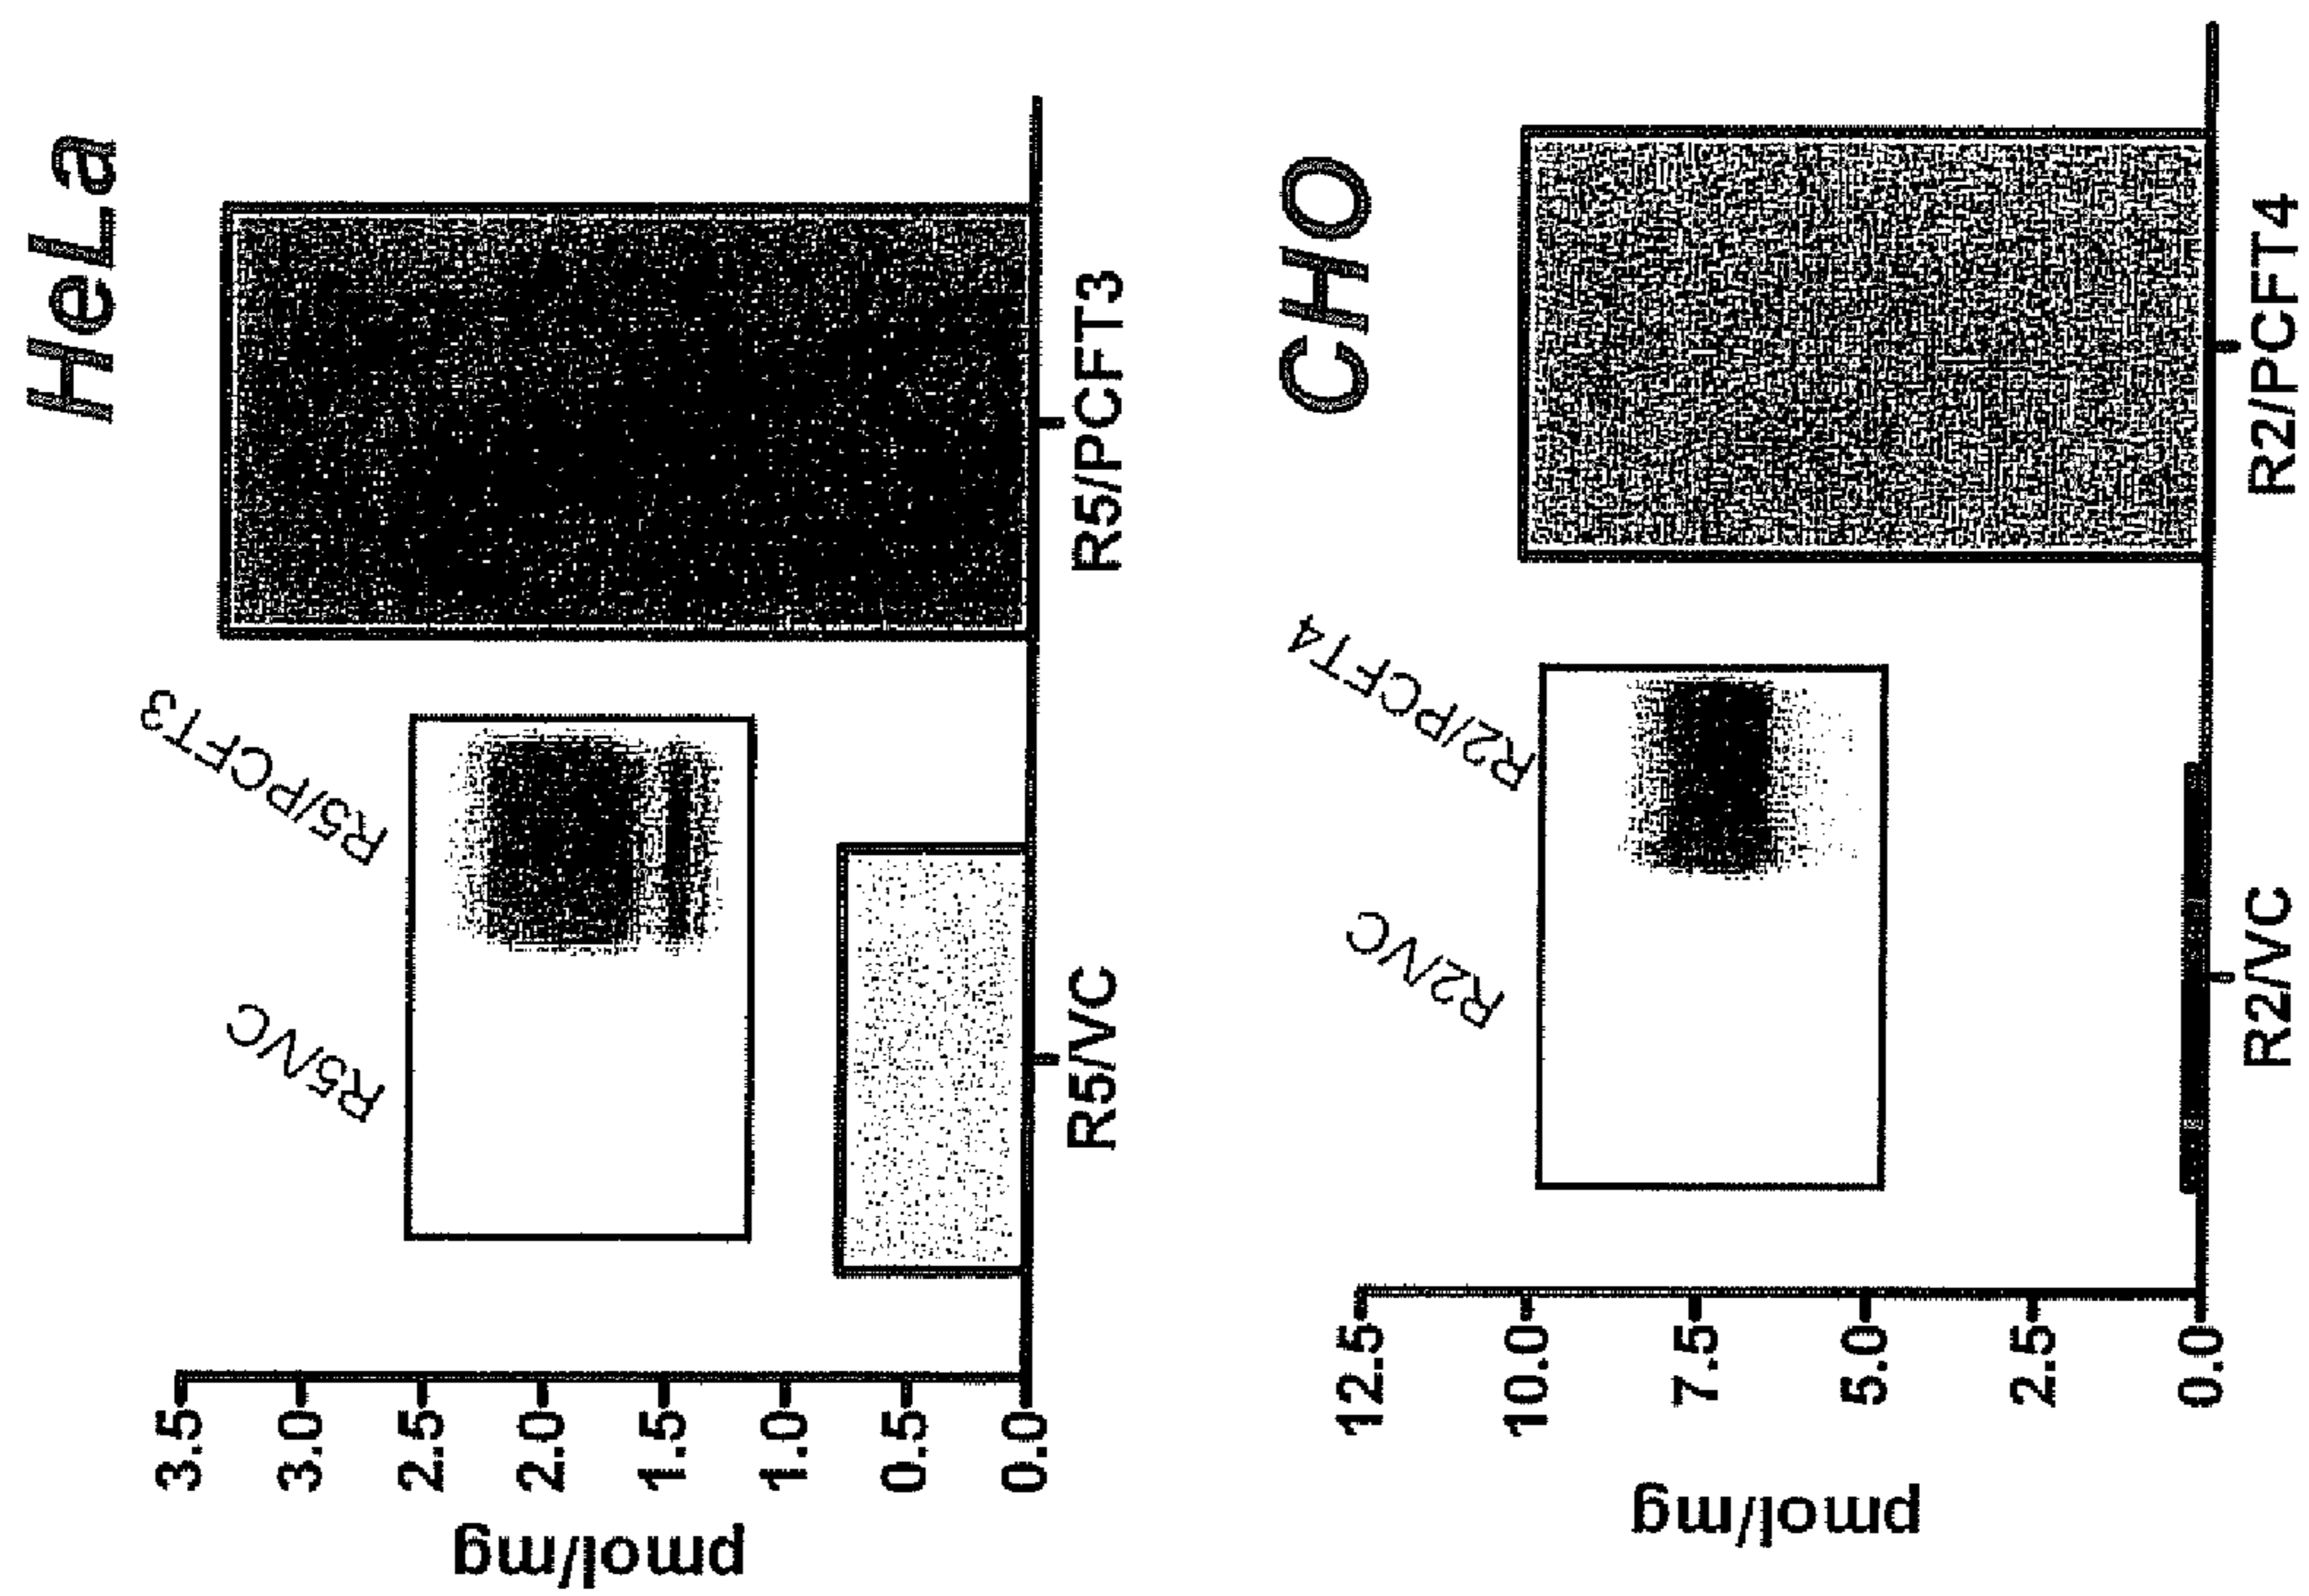 HeLa
pmol/mg
3.5
3.0
2.5
2.0
1.5
1.0
0.5
0.0
R5/VC
R5/PCFT3
R5/VC
R5/PCFT3
CHO
pmol/mg
12.5
10.0
7.5
5.0
2.5
0.0
R2/VC
R2/PCFT4
R2/VC
R2/PCFT4